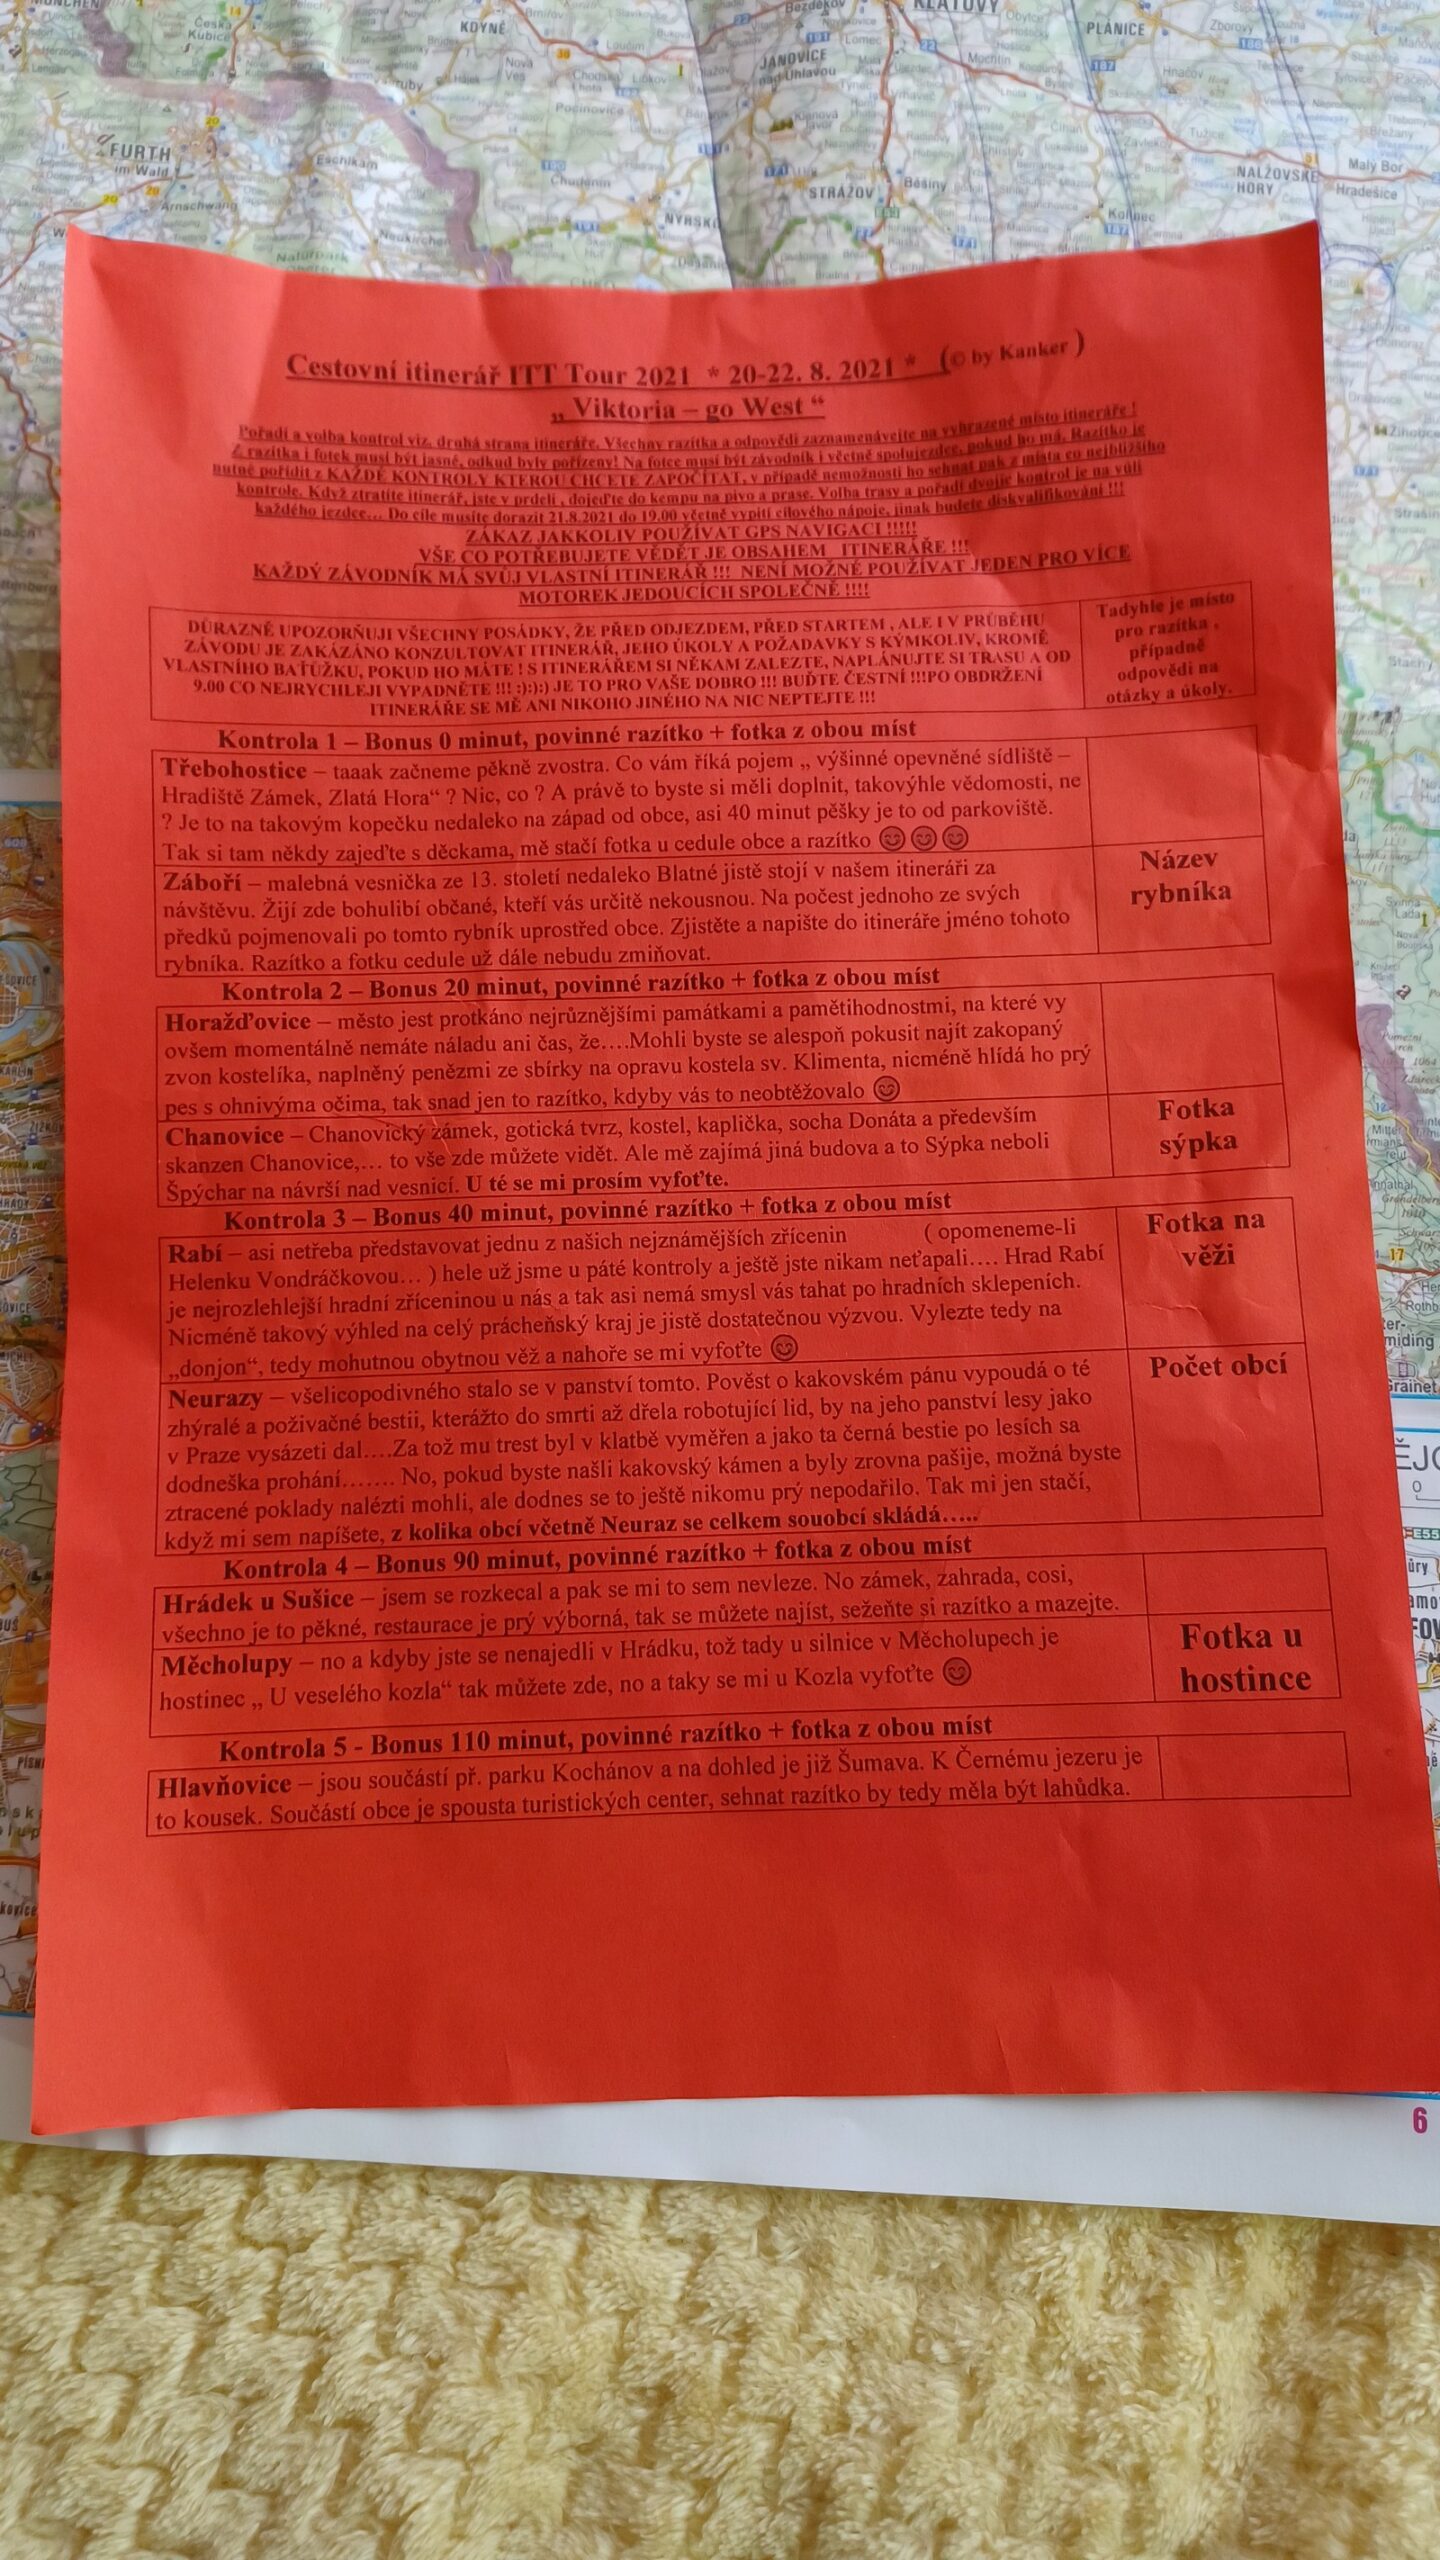 Cestovní itinerář ITT Tour 2021 * 20-22. 8. 2021 * (© by Kanker )
„ Viktoria – go West “
Pořadí a volba kontrol viz. druhá strana itineráře. Všechny razítka a odpovědi zaznamenávejte na vyhrazené místo itineráře !
Z razítka i fotek musí být jasné, odkud byly pořízeny! Na fotce musí být závodník i včetně spolujezdce, pokud ho má. Razítko je
nutné pořídit z KAŽDÉ KONTROLY KTEROU CHCETE ZAPOČÍTAT, v případě nemožnosti ho sehnat pak z místa co nejbližšího
kontrole. Když ztratíte itinerář, jste v prdeli , dojeďte do kempu na pivo a prase. Volba trasy a pořadí dvojic kontrol je na vůli
každého jezdce… Do cíle musíte dorazit 21.8.2021 do 19.00 včetně vypití cílového nápoje, jinak budete diskvalifikováni !!!
ZÁKAZ JAKKOLIV POUŽÍVAT GPS NAVIGACI !!!!!
VŠE CO POTŘEBUJETE VĚDĚT JE OBSAHEM ITINERÁŘE !!!
KAŽDÝ ZÁVODNÍK MÁ SVŮJ VLASTNÍ ITINERÁŘ !!! NENÍ MOŽNÉ POUŽÍVAT JEDEN PRO VÍCE
MOTOREK JEDOUCÍCH SPOLEČNĚ !!!!
DŮRAZNĚ UPOZORŇUJI VŠECHNY POSÁDKY, ŽE PŘED ODJEZDEM, PŘED STARTEM , ALE I V PRŮBĚHU
ZÁVODU JE ZAKÁZÁNO KONZULTOVAT ITINERÁŘ, JEHO ÚKOLY A POŽADAVKY S KÝMKOLIV, KROMĚ
VLASTNÍHO BAŤŮŽKU, POKUD HO MÁTE ! S ITINERÁŘEM SI NĚKAM ZALEZTE, NAPLÁNUJTE SI TRASU A OD
9.00 CO NEJRYCHLEJI VYPADNĚTE !!! :):):) JE TO PRO VAŠE DOBRO !!! BUĎTE ČESTNÍ !!!PO OBDRŽENÍ
ITINERÁŘE SE MĚ ANI NIKOHO JINÉHO NA NIC NEPTEJTE !!!
Tadyhle je místo
pro razítka ,
případně
odpovědi na
otázky a úkoly.
Kontrola 1 – Bonus 0 minut, povinné razítko + fotka z obou míst
Třebohostice – taaak začneme pěkně zvostra. Co vám říká pojem „ výšinné opevněné sídliště –
Hradiště Zámek, Zlatá Hora“ ? Nic, co ? A právě to byste si měli doplnit, takovýhle vědomosti, ne
? Je to na takovým kopečku nedaleko na západ od obce, asi 40 minut pěšky je to od parkoviště.
Tak si tam někdy zajeďte s děckama, mě stačí fotka u cedule obce a razítko 😊 😊 😊
Záboří – malebná vesnička ze 13. století nedaleko Blatné jistě stojí v našem itineráři za
návštěvu. Žijí zde bohulibí občané, kteří vás určitě nekousnou. Na počest jednoho ze svých
předků pojmenovali po tomto rybník uprostřed obce. Zjistěte a napište do itineráře jméno tohoto
rybníka. Razítko a fotku cedule už dále nebudu zmiňovat.
Název
rybníka
Kontrola 2 – Bonus 20 minut, povinné razítko + fotka z obou míst
Horažďovice – město jest protkáno nejrůznějšími památkami a pamětihodnostmi, na které vy
ovšem momentálně nemáte náladu ani čas, že….Mohli byste se alespoň pokusit najít zakopaný
zvon kostelíka, naplněný penězmi ze sbírky na opravu kostela sv. Klimenta, nicméně hlídá ho prý
pes s ohnivýma očima, tak snad jen to razítko, kdyby vás to neobtěžovalo 😊
Chanovice – Chanovický zámek, gotická tvrz, kostel, kaplička, socha Donáta a především
skanzen Chanovice,… to vše zde můžete vidět. Ale mě zajímá jiná budova a to Sýpka neboli
Špýchar na návrší nad vesnicí. U té se mi prosím vyfoťte.
Fotka
sýpka
Kontrola 3 – Bonus 40 minut, povinné razítko + fotka z obou míst
Rabí – asi netřeba představovat jednu z našich nejznámějších zřícenin ( opomeneme-li
Helenku Vondráčkovou… ) hele už jsme u páté kontroly a ještě jste nikam neťapali…. Hrad Rabí
je nejrozlehlejší hradní zříceninou u nás a tak asi nemá smysl vás tahat po hradních sklepeních.
Nicméně takový výhled na celý prácheňský kraj je jistě dostatečnou výzvou. Vylezte tedy na
„donjon“, tedy mohutnou obytnou věž a nahoře se mi vyfoťte 😊
Fotka na
věži
Neurazy – všelicopodivného stalo se v panství tomto. Pověst o kakovském pánu vypoudá o té
zhýralé a poživačné bestii, kterážto do smrti až dřela robotující lid, by na jeho panství lesy jako
v Praze vysázeti dal….Za tož mu trest byl v klatbě vyměřen a jako ta černá bestie po lesích sa
dodneška prohání……. No, pokud byste našli kakovský kámen a byly zrovna pašije, možná byste
ztracené poklady nalézti mohli, ale dodnes se to ještě nikomu prý nepodařilo. Tak mi jen stačí,
když mi sem napíšete, z kolika obcí včetně Neuraz se celkem souobcí skládá…..
Počet obcí
Kontrola 4 – Bonus 90 minut, povinné razítko + fotka z obou míst
Hrádek u Sušice – jsem se rozkecal a pak se mi to sem nevleze. No zámek, zahrada, cosi,
všechno je to pěkné, restaurace je prý výborná, tak se můžete najíst, sežeňte si razítko a mazejte.
Měcholupy – no a kdyby jste se nenajedli v Hrádku, tož tady u silnice v Měcholupech je
hostinec „ U veselého kozla“ tak můžete zde, no a taky se mi u Kozla vyfoťte 😊
Fotka u
hostince
Kontrola 5 - Bonus 110 minut, povinné razítko + fotka z obou míst
Hlavňovice – jsou součástí př. parku Kochánov a na dohled je již Šumava. K Černému jezeru je
to kousek. Součástí obce je spousta turistických center, sehnat razítko by tedy měla být lahůdka.
KDYNĚ
KLATOVY
PLÁNICE
JANOVICE
nad Úhlavou
FURTH
im Wald
Eschlkam
Arnschwang
STRÁŽOV
Běšiny
NÝRSKO
NALŽOVSKÉ
HORY
Malý Bor
Hradešice
Kolinec
6